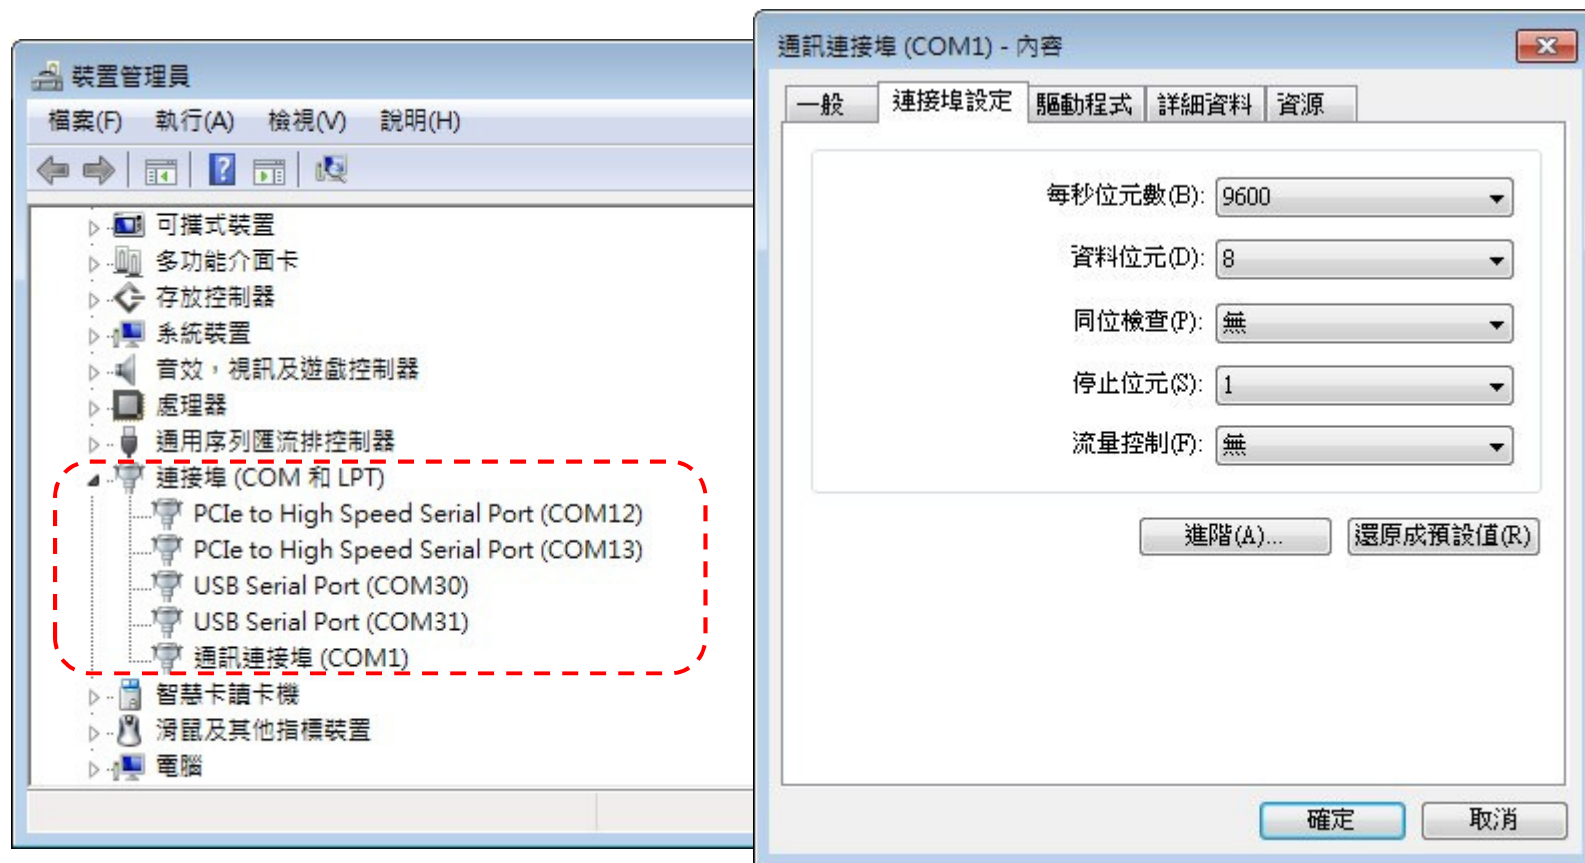 裝置管理員
檔案(F) 執行(A) 檢視(V) 說明(H)
可攜式裝置
多功能介面卡
存放控制器
系統裝置
音效，視訊及遊戲控制器
處理器
通用序列匯流排控制器
連接埠 (COM 和 LPT)
PCIe to High Speed Serial Port (COM12)
PCIe to High Speed Serial Port (COM13)
USB Serial Port (COM30)
USB Serial Port (COM31)
通訊連接埠 (COM1)
智慧卡讀卡機
滑鼠及其他指標裝置
電腦
通訊連接埠 (COM1) - 內容
一般 連接埠設定 驅動程式 詳細資料 資源
每秒位元數(B): 9600
資料位元(D): 8
同位檢查(P): 無
停止位元(S): 1
流量控制(F): 無
進階(A)... 還原成預設值(R)
確定 取消